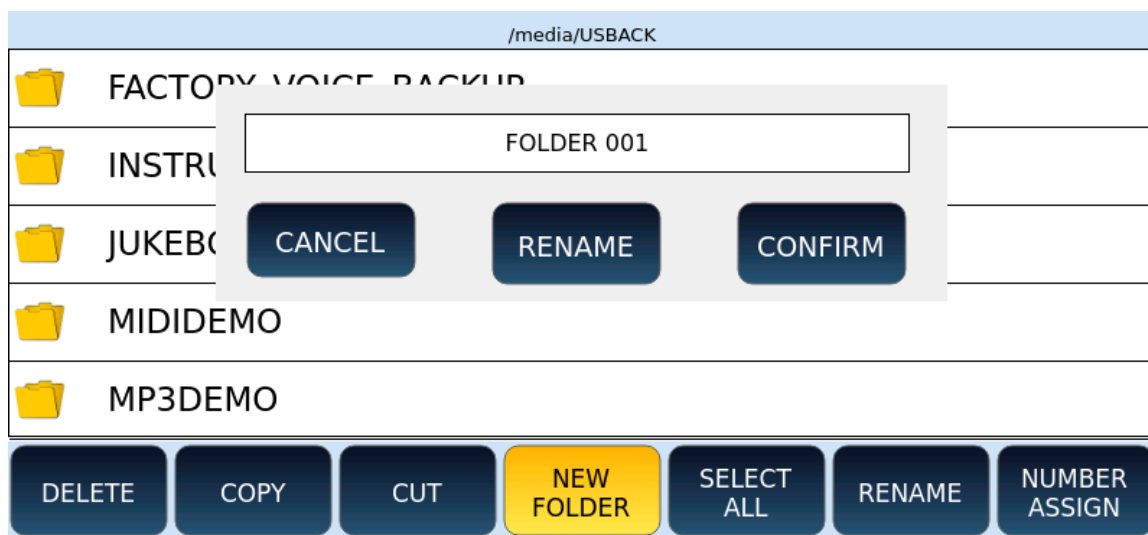 /media/USBACK
FOLDER 001
CANCEL
RENAME
CONFIRM
MIDIDEMO
MP3DEMO
DELETE
COPY
CUT
NEW
FOLDER
SELECT
ALL
RENAME
NUMBER
ASSIGN